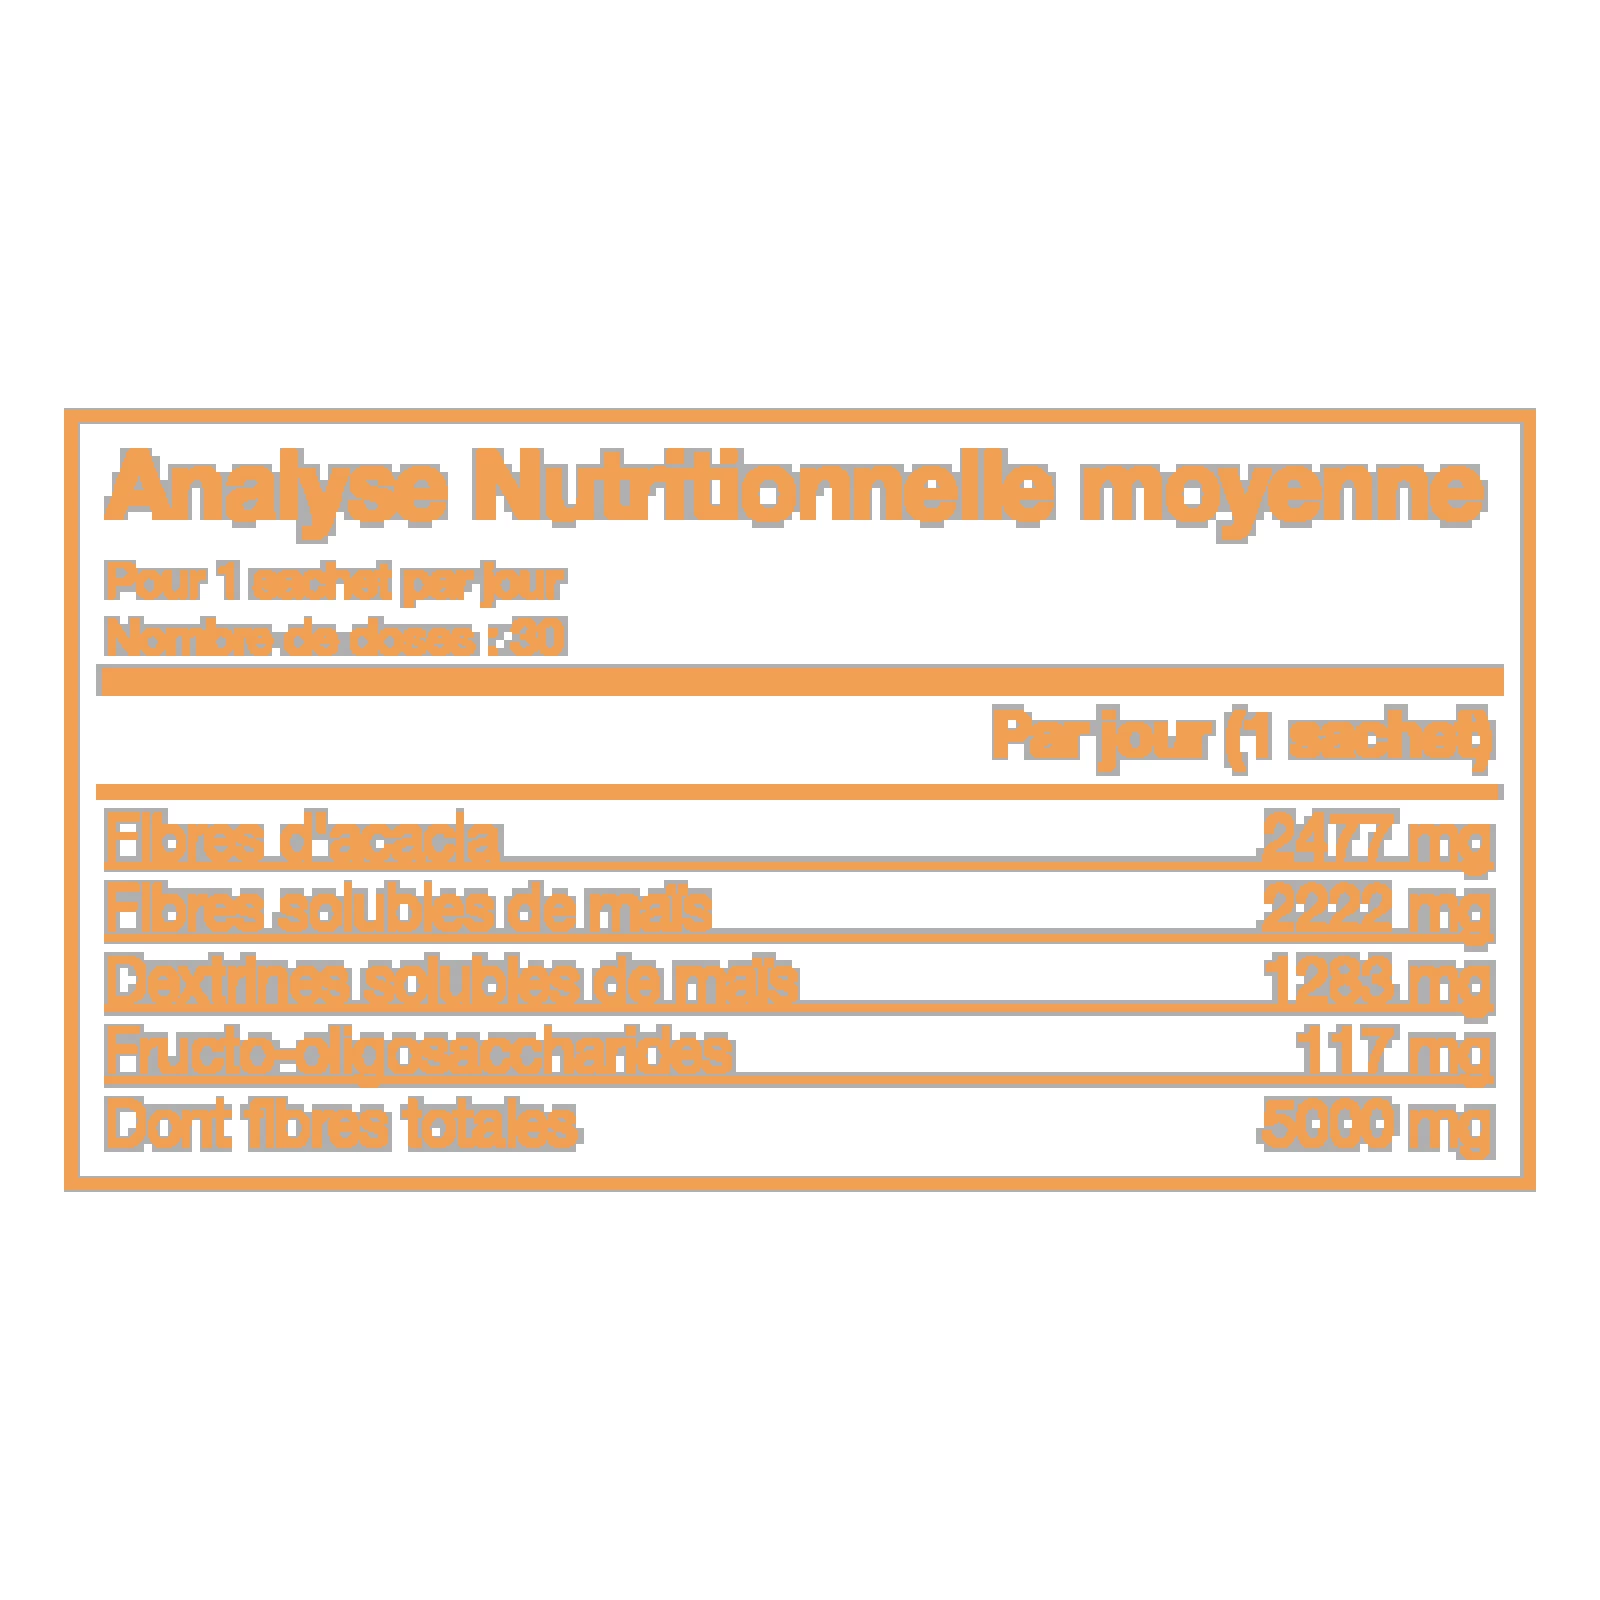 Analyse Nutritionnelle moyenne
Pour 1 sachet par jour
Nombre de doses : 30
Par jour (1 sachet)
Fibres d'acacia 2477 mg
Fibres solubles de maïs 2222 mg
Dextrines solubles de maïs 1283 mg
Fructo-oligosaccharides 117 mg
Dont fibres totales 5000 mg